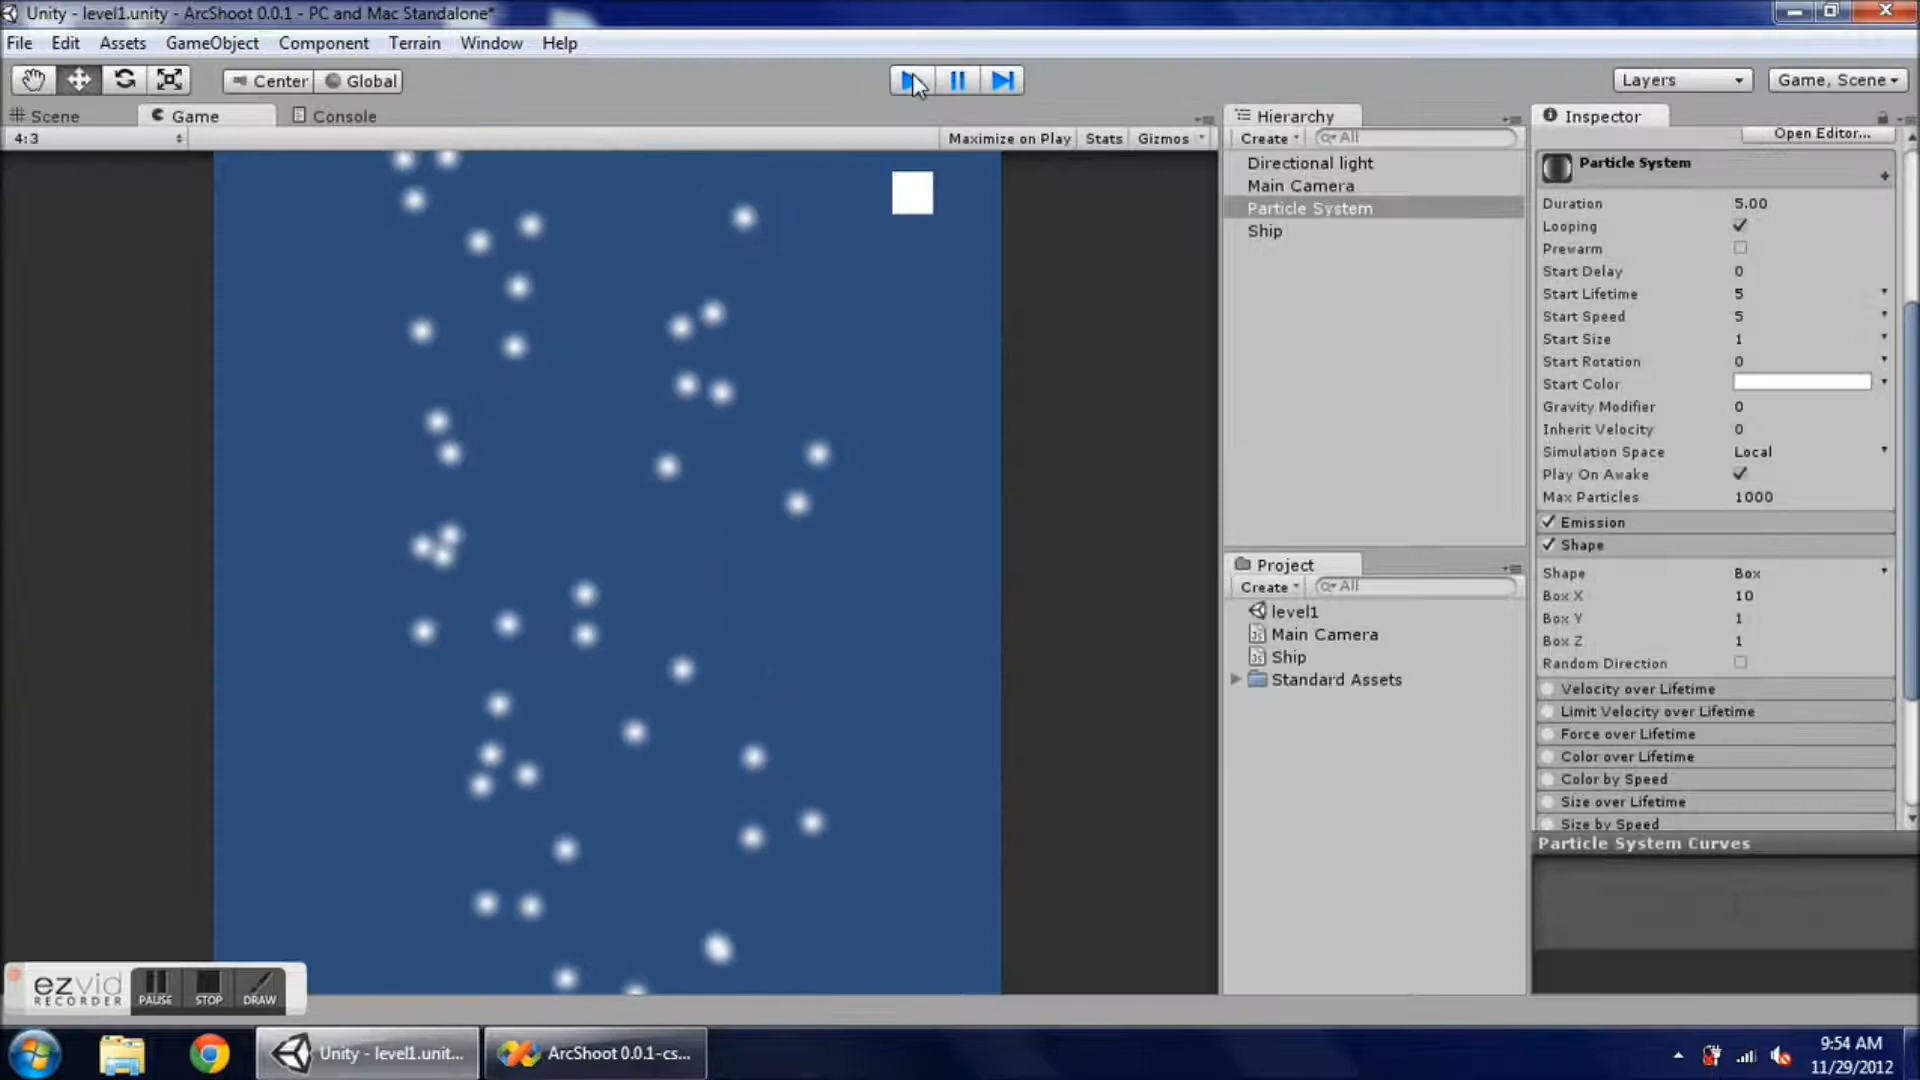 Unity - level1.unity - ArcShoot 0.0.1 - PC and Mac Standalone*
File Edit Assets GameObject Component Terrain Window Help
Center Global Layers Game, Scene
Scene Game Console
4:3 Maximize on Play Stats Gizmos
Hierarchy
Create All
Directional light
Main Camera
Particle System
Ship
Project
Create All
level1
Main Camera
Ship
Standard Assets
Inspector
Open Editor...
Particle System
Duration 5.00
Looping
Prewarm
Start Delay 0
Start Lifetime 5
Start Speed 5
Start Size 1
Start Rotation 0
Start Color
Gravity Modifier 0
Inherit Velocity 0
Simulation Space Local
Play On Awake
Max Particles 1000
Emission
Shape
Shape Box
Box X 10
Box Y 1
Box Z 1
Random Direction
Velocity over Lifetime
Limit Velocity over Lifetime
Force over Lifetime
Color over Lifetime
Color by Speed
Size over Lifetime
Size by Speed
Particle System Curves
ezvid
RECORDER
PAUSE STOP DRAW
Unity - level1.unit...
ArcShoot 0.0.1-cs...
9:54 AM
11/29/2012